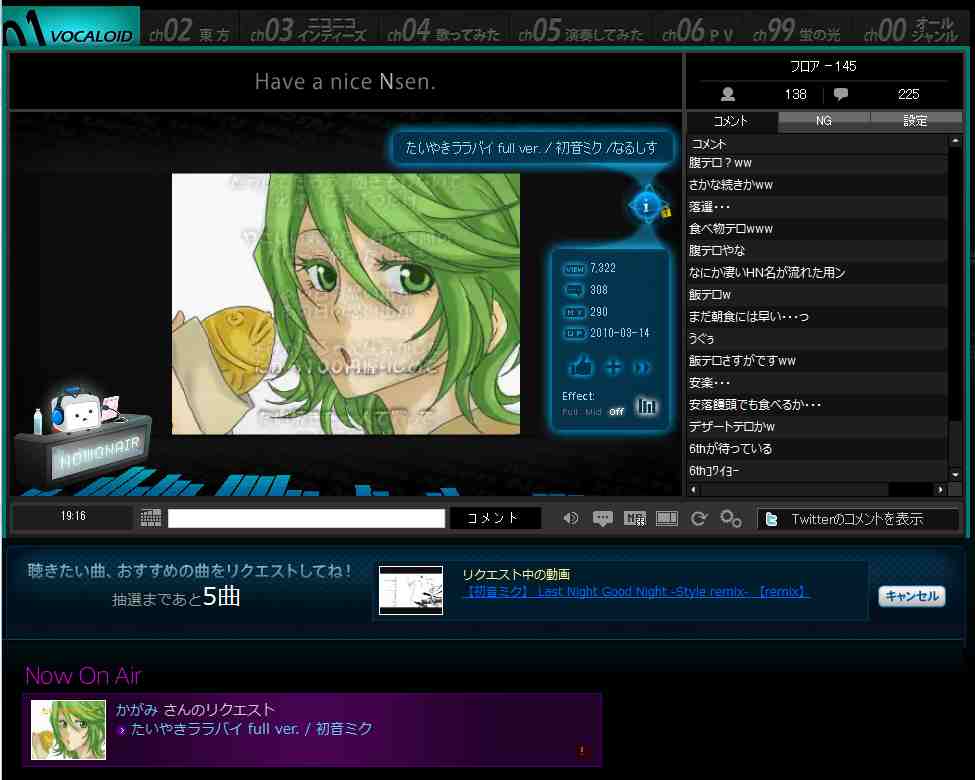 01 VOCALOID
ch02 東方
ch03 ニコニコインディーズ
ch04 歌ってみた
ch05 演奏してみた
ch06 PV
ch99 蛍の光
ch00 オールジャンル
Have a nice Nsen.
フロア－145
138
225
コメント
NG
設定
コメント
腹テロ？ww
さかな続きかww
落選・・・
食べ物テロwww
腹テロやな
なにか凄いHN名が流れた用ン
飯テロw
まだ朝食には早い・・・っ
うぐぅ
飯テロさすがですww
安楽・・・
安落饅頭でも食べるか・・・
デザートテロかw
6thが待っている
6thｺﾜｲﾖｰ
たいやきララバイ full ver. / 初音ミク /なるしす
VIEW 7,322
308
MY 290
UP 2010-03-14
Effect:
Full Mid off
NOWONAIR
19:16
コメント
Twitterのコメントを表示
聴きたい曲、おすすめの曲をリクエストしてね！
抽選まであと5曲
リクエスト中の動画
【初音ミク】 Last Night Good Night -Style remix- 【remix】
キャンセル
Now On Air
かがみ さんのリクエスト
たいやきララバイ full ver. / 初音ミク